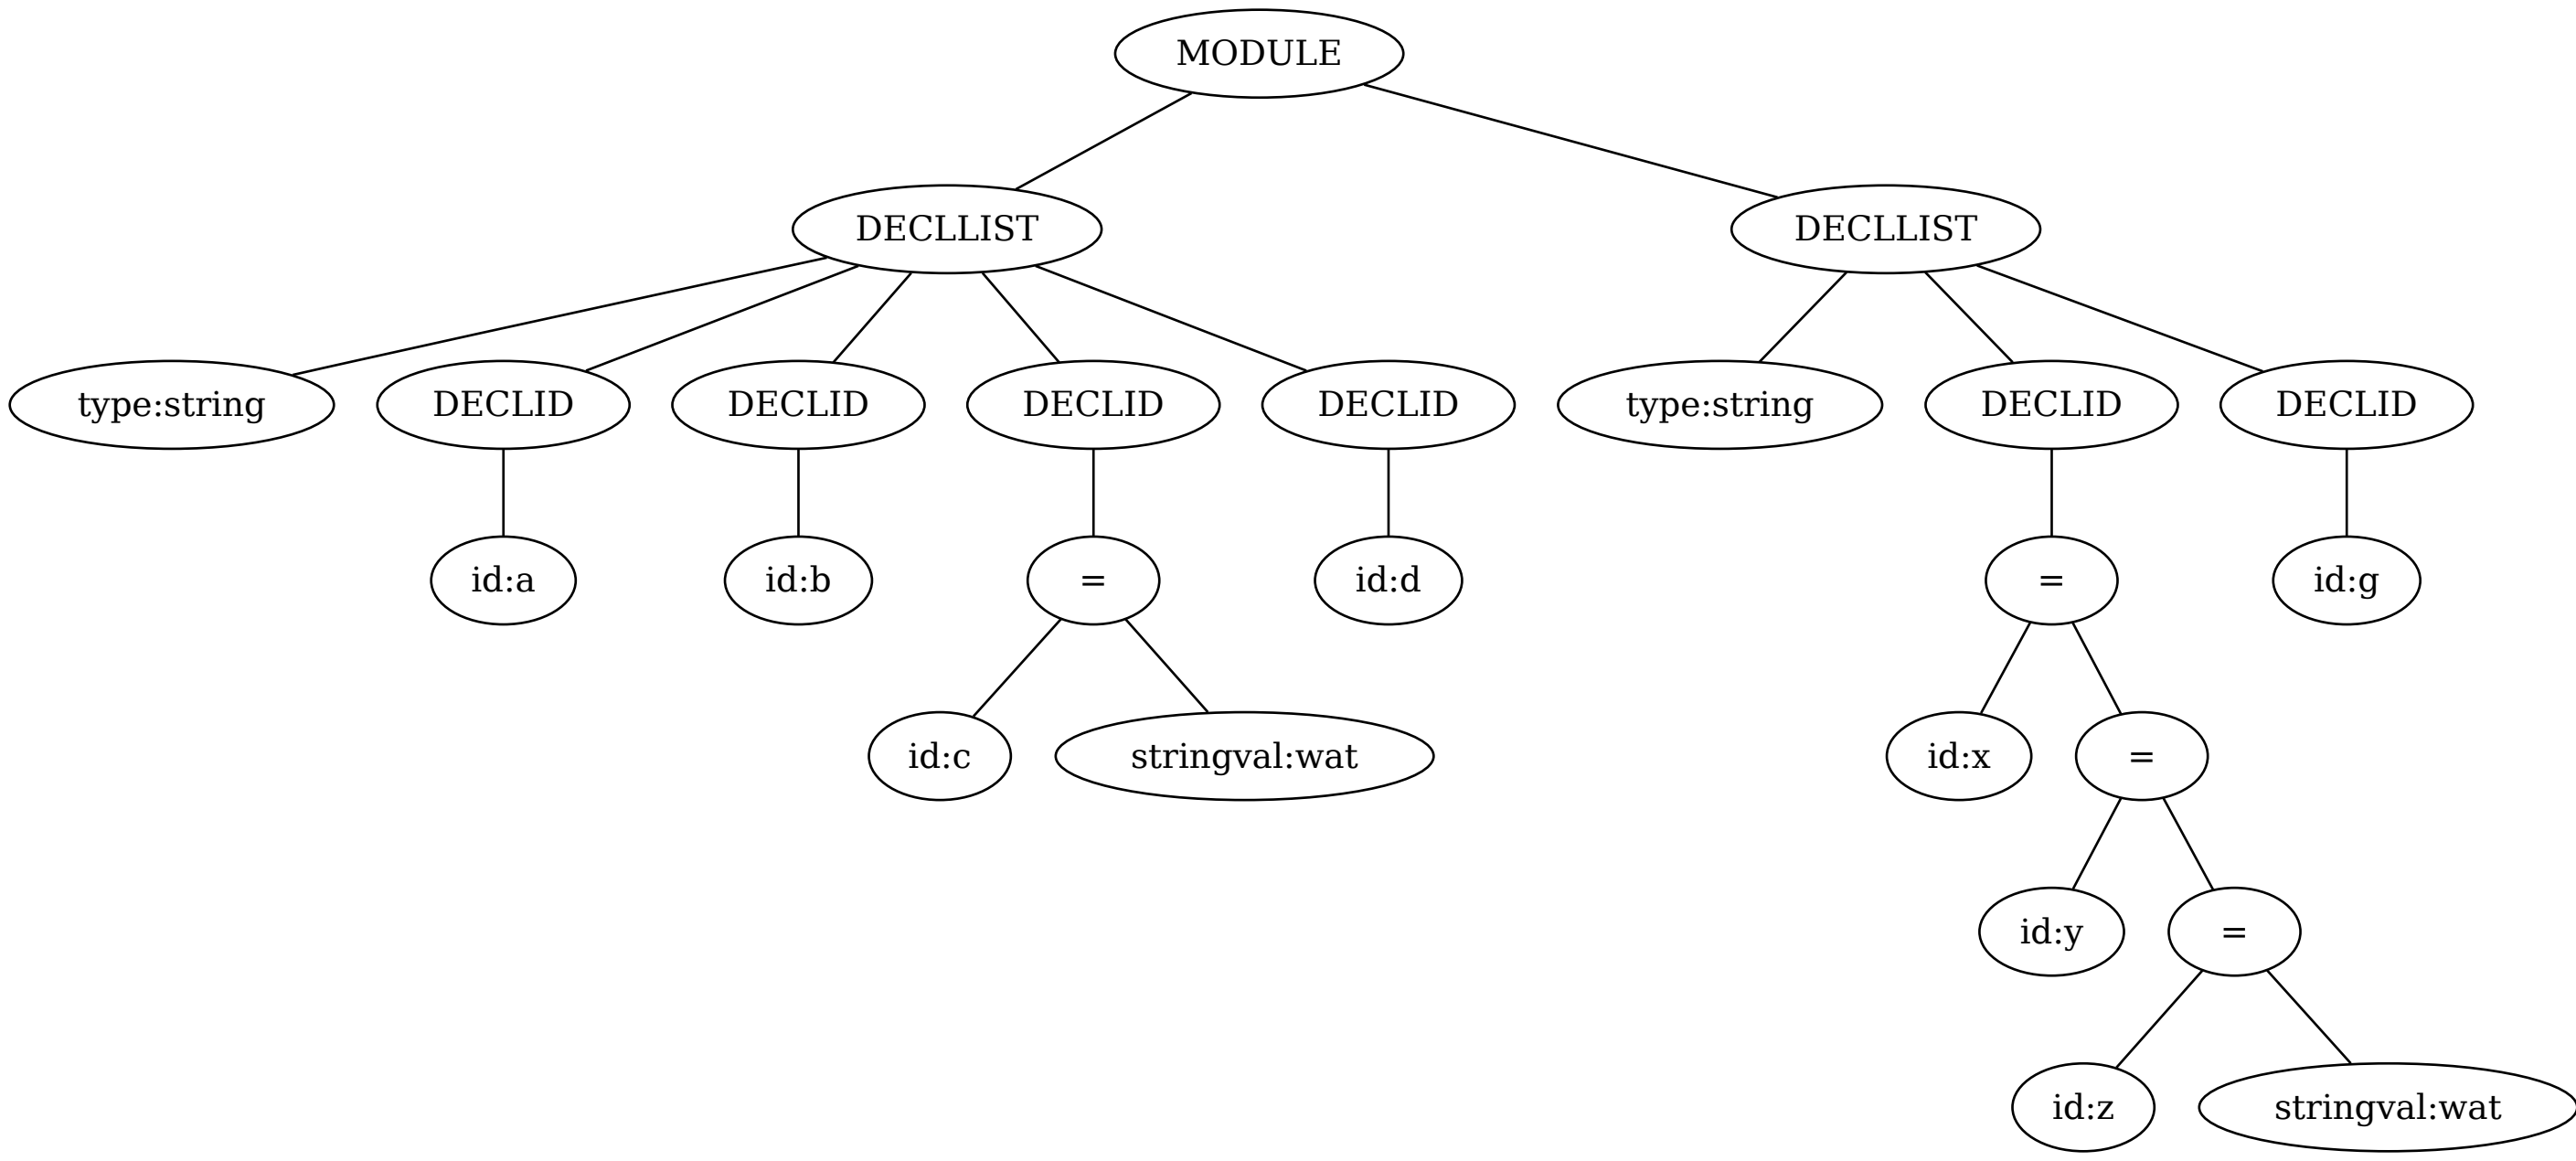 MODULE
DECLLIST DECLLIST
type:string DECLID DECLID DECLID DECLID type:string DECLID DECLID
id:a id:b = id:d = id:g
id:c stringval:wat id:x =
id:y =
id:z stringval:wat